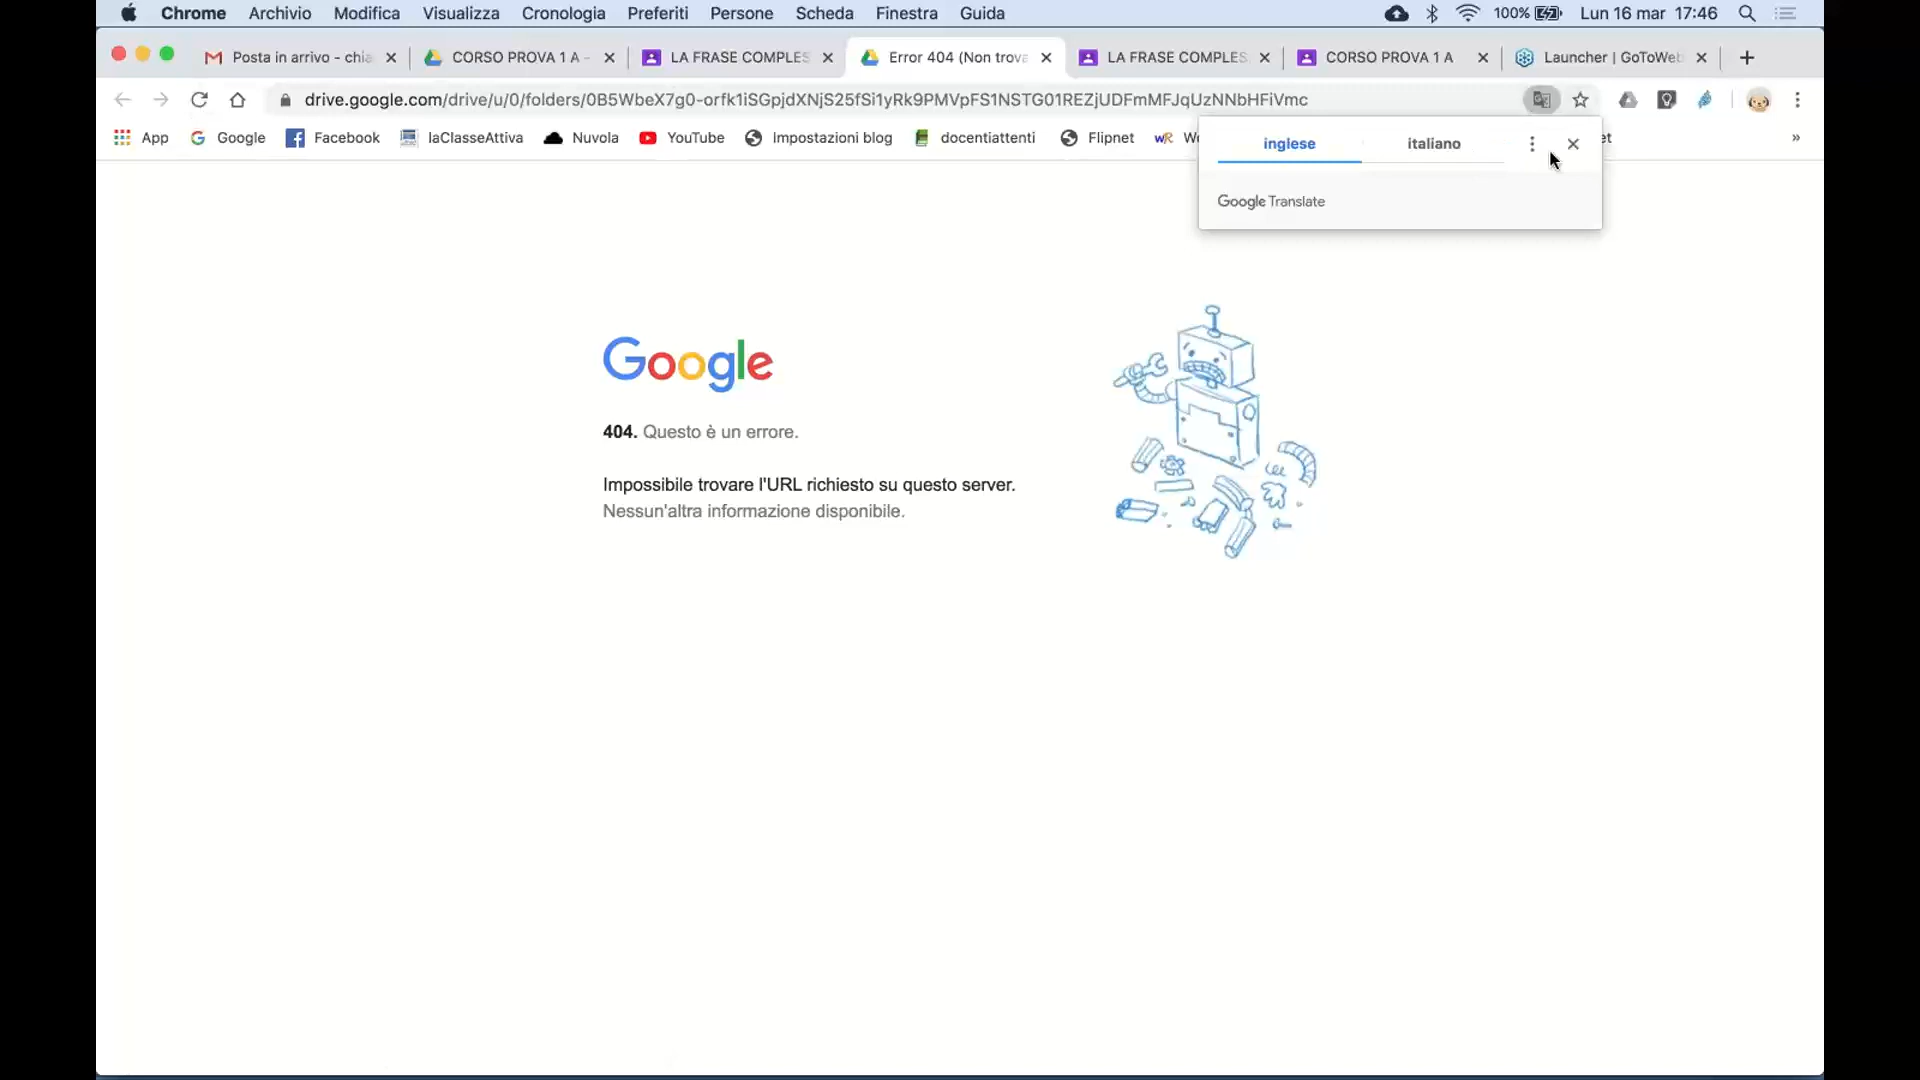 Chrome Archivio Modifica Visualizza Cronologia Preferiti Persone Scheda Finestra Guida 100% Lun 16 mar 17:46
Posta in arrivo - chia CORSO PROVA 1 A - LA FRASE COMPLES Error 404 (Non trova LA FRASE COMPLES CORSO PROVA 1 A Launcher | GoToWeb
drive.google.com/drive/u/0/folders/0B5WbeX7g0-orfk1iSGpjdXNjS25fSi1yRk9PMVpFS1NSTG01REZjUDFmMFJqUzNNbHFiVmc
App Google Facebook laClasseAttiva Nuvola YouTube Impostazioni blog docentiattenti Flipnet »
inglese italiano
Google Translate
Google
404. Questo è un errore.
Impossibile trovare l'URL richiesto su questo server.
Nessun'altra informazione disponibile.